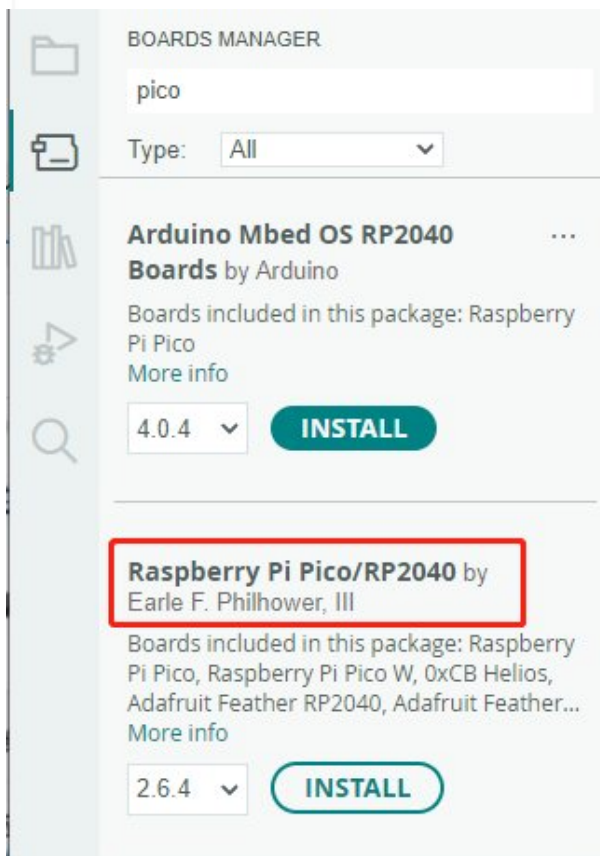 BOARDS MANAGER
pico
Type: All
Arduino Mbed OS RP2040
Boards by Arduino
Boards included in this package: Raspberry
Pi Pico
More info
4.0.4 INSTALL
Raspberry Pi Pico/RP2040 by
Earle F. Philhower, III
Boards included in this package: Raspberry
Pi Pico, Raspberry Pi Pico W, 0xCB Helios,
Adafruit Feather RP2040, Adafruit Feather...
More info
2.6.4 INSTALL